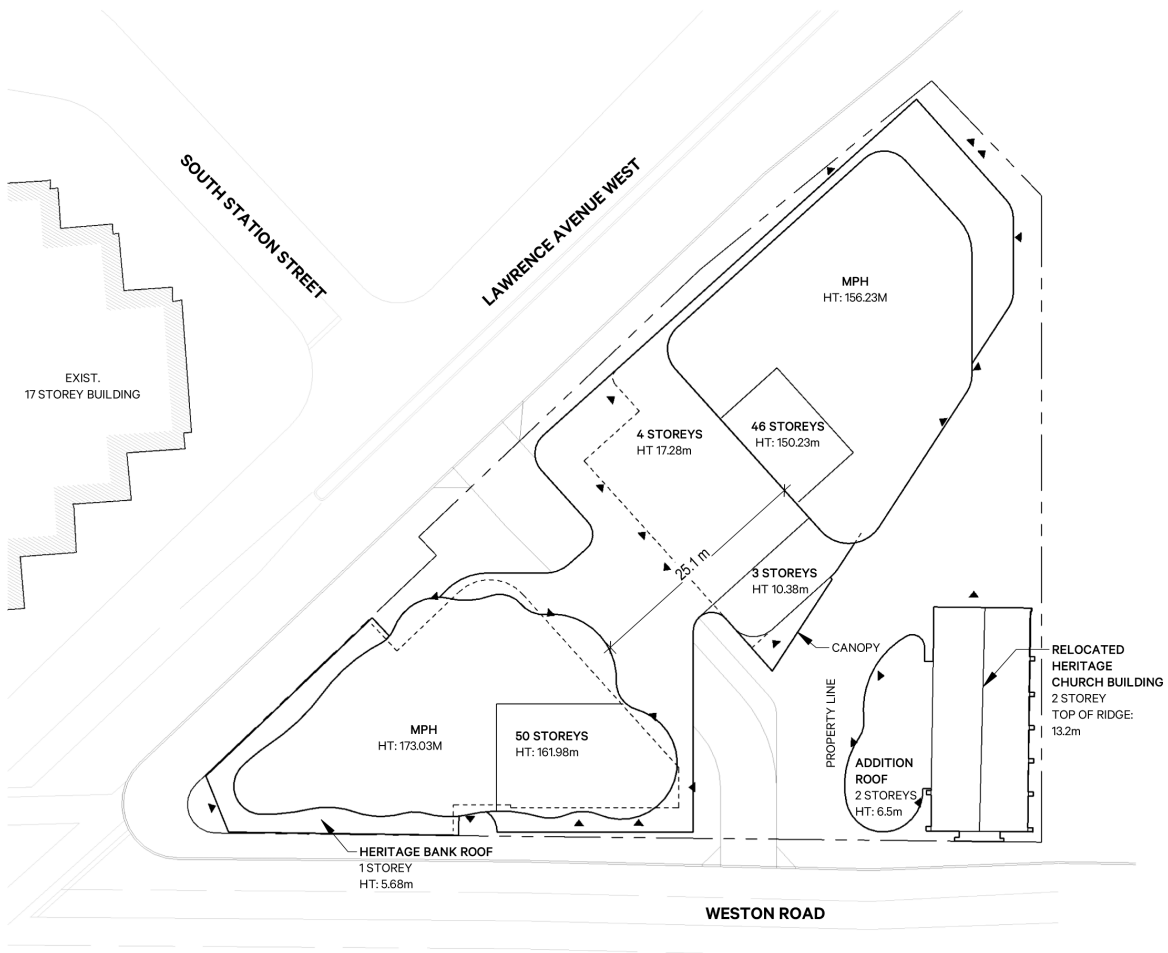 SOUTH STATION STREET
LAWRENCE AVENUE WEST
MPH
HT: 156.23M
EXIST.
17 STOREY BUILDING
46 STOREYS
HT: 150.23m
4 STOREYS
HT 17.28m
25.1 m
3 STOREYS
HT 10.38m
CANOPY
RELOCATED
HERITAGE
CHURCH BUILDING
2 STOREY
TOP OF RIDGE:
13.2m
PROPERTY LINE
MPH
HT: 173.03M
50 STOREYS
HT: 161.98m
ADDITION
ROOF
2 STOREYS
HT: 6.5m
HERITAGE BANK ROOF
1 STOREY
HT: 5.68m
WESTON ROAD